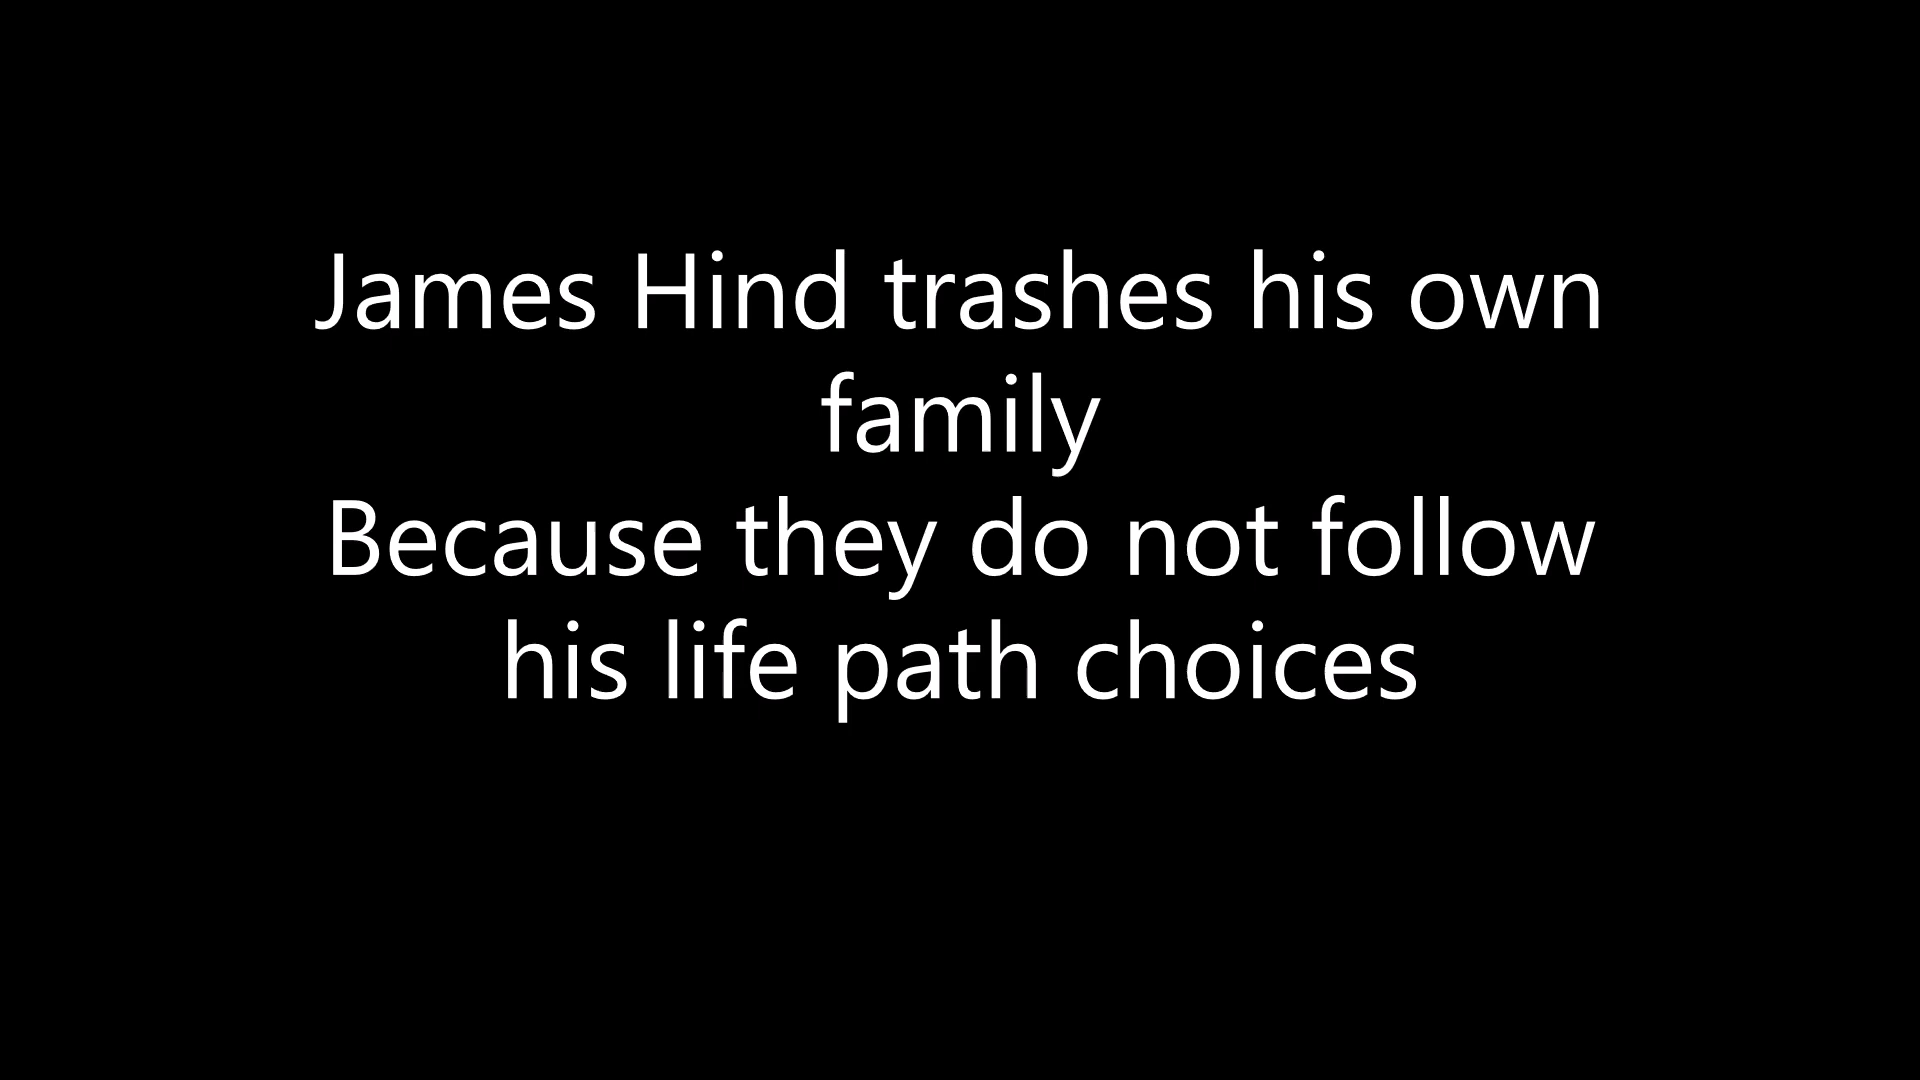 James Hind trashes his own
family
Because they do not follow
his life path choices